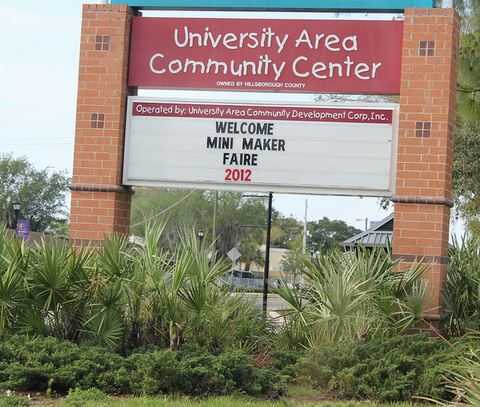 University Area
Community Center
OWNED BY HILLSBOROUGH COUNTY
Operated by: University Area Community Development Corp, Inc.
WELCOME
MINI MAKER
FAIRE
2012